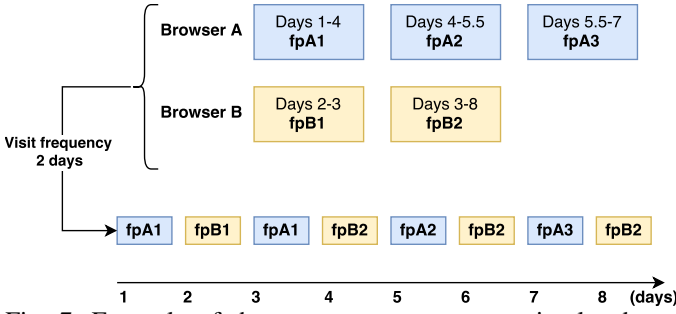 Browser A
Days 1-4
fpA1
Days 4-5.5
fpA2
Days 5.5-7
fpA3
Browser B
Days 2-3
fpB1
Days 3-8
fpB2
Visit frequency
2 days
fpA1 fpB1 fpA1 fpB2 fpA2 fpB2 fpA3 fpB2
1 2 3 4 5 6 7 8 (days)